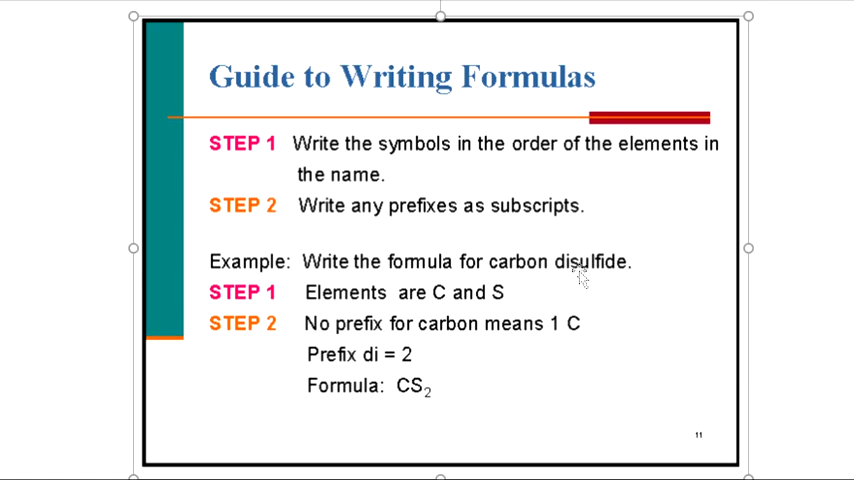 Guide to Writing Formulas
STEP 1 Write the symbols in the order of the elements in
the name.
STEP 2 Write any prefixes as subscripts.
Example: Write the formula for carbon disulfide.
STEP 1 Elements are C and S
STEP 2 No prefix for carbon means 1 C
Prefix di = 2
Formula: CS₂
11